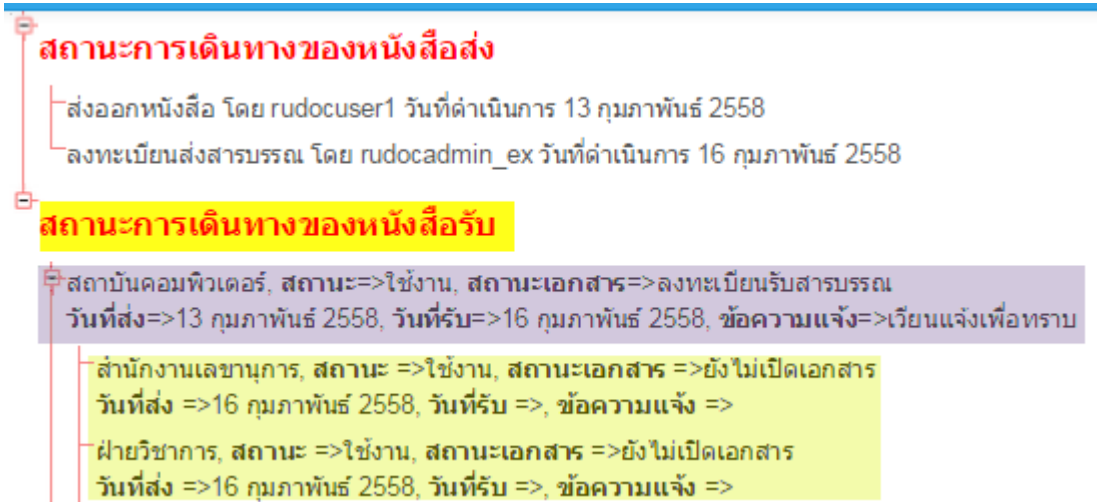 สถานะการเดินทางของหนังสือส่ง
ส่งออกหนังสือ โดย rudocuser1 วันที่ดำเนินการ 13 กุมภาพันธ์ 2558
ลงทะเบียนส่งสารบรรณ โดย rudocadmin_ex วันที่ดำเนินการ 16 กุมภาพันธ์ 2558
สถานะการเดินทางของหนังสือรับ
สถาบันคอมพิวเตอร์, สถานะ=>ใช้งาน, สถานะเอกสาร=>ลงทะเบียนรับสารบรรณ
วันที่ส่ง=>13 กุมภาพันธ์ 2558, วันที่รับ=>16 กุมภาพันธ์ 2558, ข้อความแจ้ง=>เวียนแจ้งเพื่อทราบ
สำนักงานเลขานุการ, สถานะ =>ใช้งาน, สถานะเอกสาร =>ยังไม่เปิดเอกสาร
วันที่ส่ง =>16 กุมภาพันธ์ 2558, วันที่รับ =>, ข้อความแจ้ง =>
ฝ่ายวิชาการ, สถานะ =>ใช้งาน, สถานะเอกสาร =>ยังไม่เปิดเอกสาร
วันที่ส่ง =>16 กุมภาพันธ์ 2558, วันที่รับ =>, ข้อความแจ้ง =>